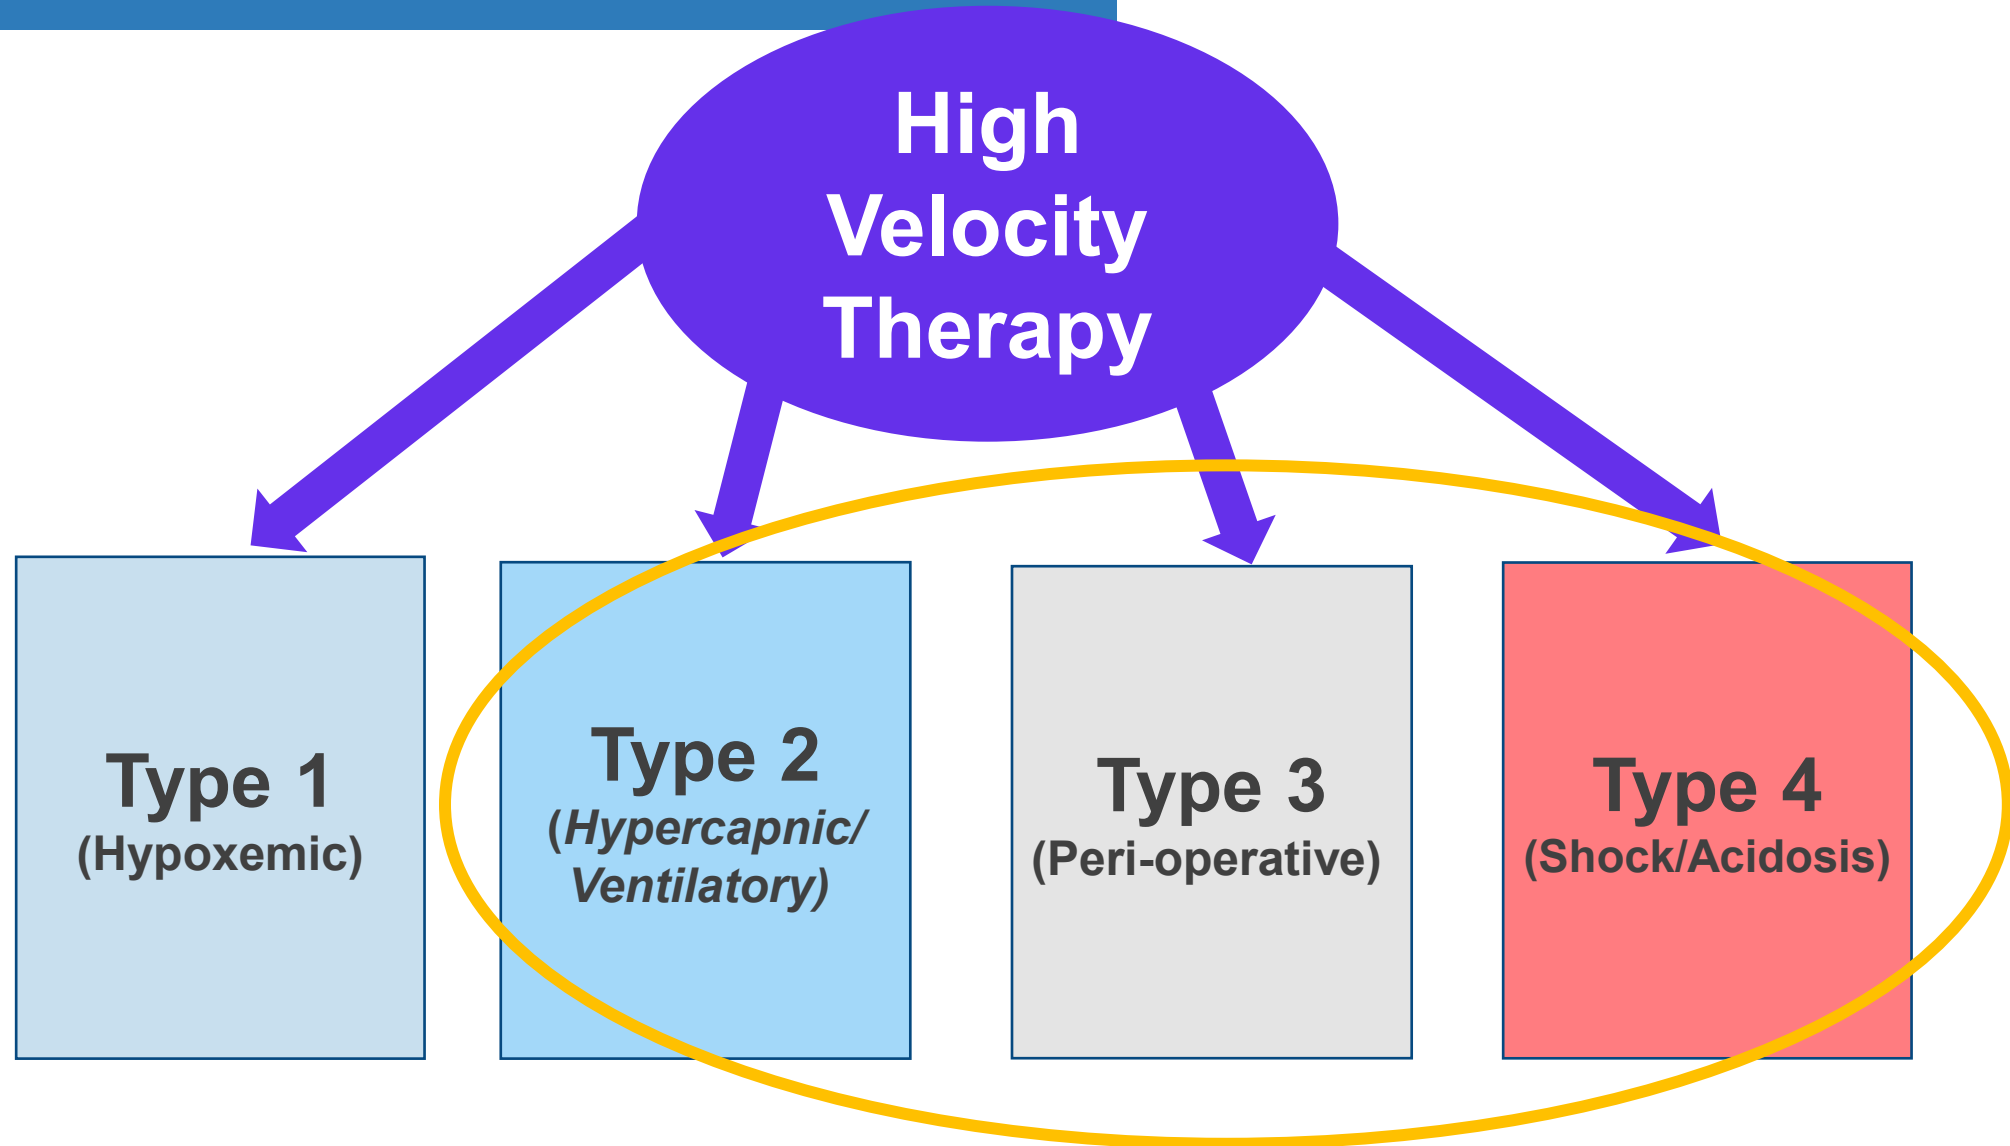 High
Velocity
Therapy
Type 1
(Hypoxemic)
Type 2
(Hypercapnic/
Ventilatory)
Type 3
(Peri-operative)
Type 4
(Shock/Acidosis)